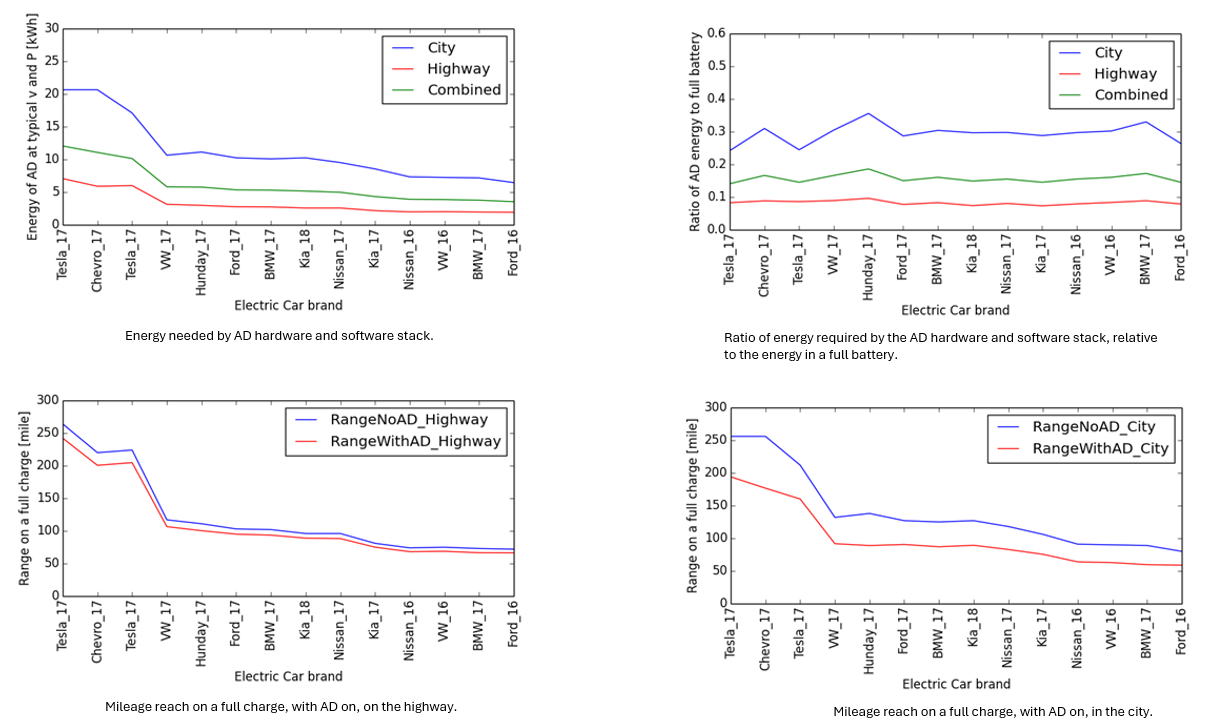 Energy of AD at typical v and P [kWh]
30
25
20
15
10
5
0
City
Highway
Combined
Tesla_17
Chevro_17
Tesla_17
VW_17
Hunday_17
Ford_17
BMW_17
Kia_18
Nissan_17
Kia_17
Nissan_16
VW_16
BMW_17
Ford_16
Electric Car brand
Energy needed by AD hardware and software stack.
Ratio of AD energy to full battery
0.6
0.5
0.4
0.3
0.2
0.1
0.0
City
Highway
Combined
Tesla_17
Chevro_17
Tesla_17
VW_17
Hunday_17
Ford_17
BMW_17
Kia_18
Nissan_17
Kia_17
Nissan_16
VW_16
BMW_17
Ford_16
Electric Car brand
Ratio of energy required by the AD hardware and software stack, relative
to the energy in a full battery.
Range on a full charge [mile]
300
250
200
150
100
50
0
RangeNoAD_Highway
RangeWithAD_Highway
Tesla_17
Chevro_17
Tesla_17
VW_17
Hunday_17
Ford_17
BMW_17
Kia_18
Nissan_17
Kia_17
Nissan_16
VW_16
BMW_17
Ford_16
Electric Car brand
Mileage reach on a full charge, with AD on, on the highway.
Range on a full charge [mile]
300
250
200
150
100
50
0
RangeNoAD_City
RangeWithAD_City
Tesla_17
Chevro_17
Tesla_17
VW_17
Hunday_17
Ford_17
BMW_17
Kia_18
Nissan_17
Kia_17
Nissan_16
VW_16
BMW_17
Ford_16
Electric Car brand
Mileage reach on a full charge, with AD on, in the city.